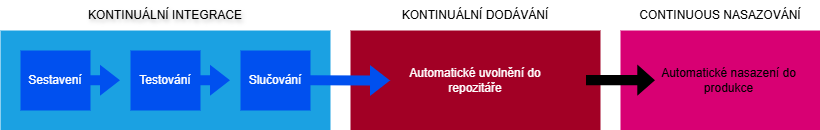 KONTINUÁLNÍ INTEGRACE
KONTINUÁLNÍ DODÁVÁNÍ
CONTINUOUS NASAZOVÁNÍ
Sestavení
Testování
Slučování
Automatické uvolnění do
repozitáře
Automatické nasazení do
produkce